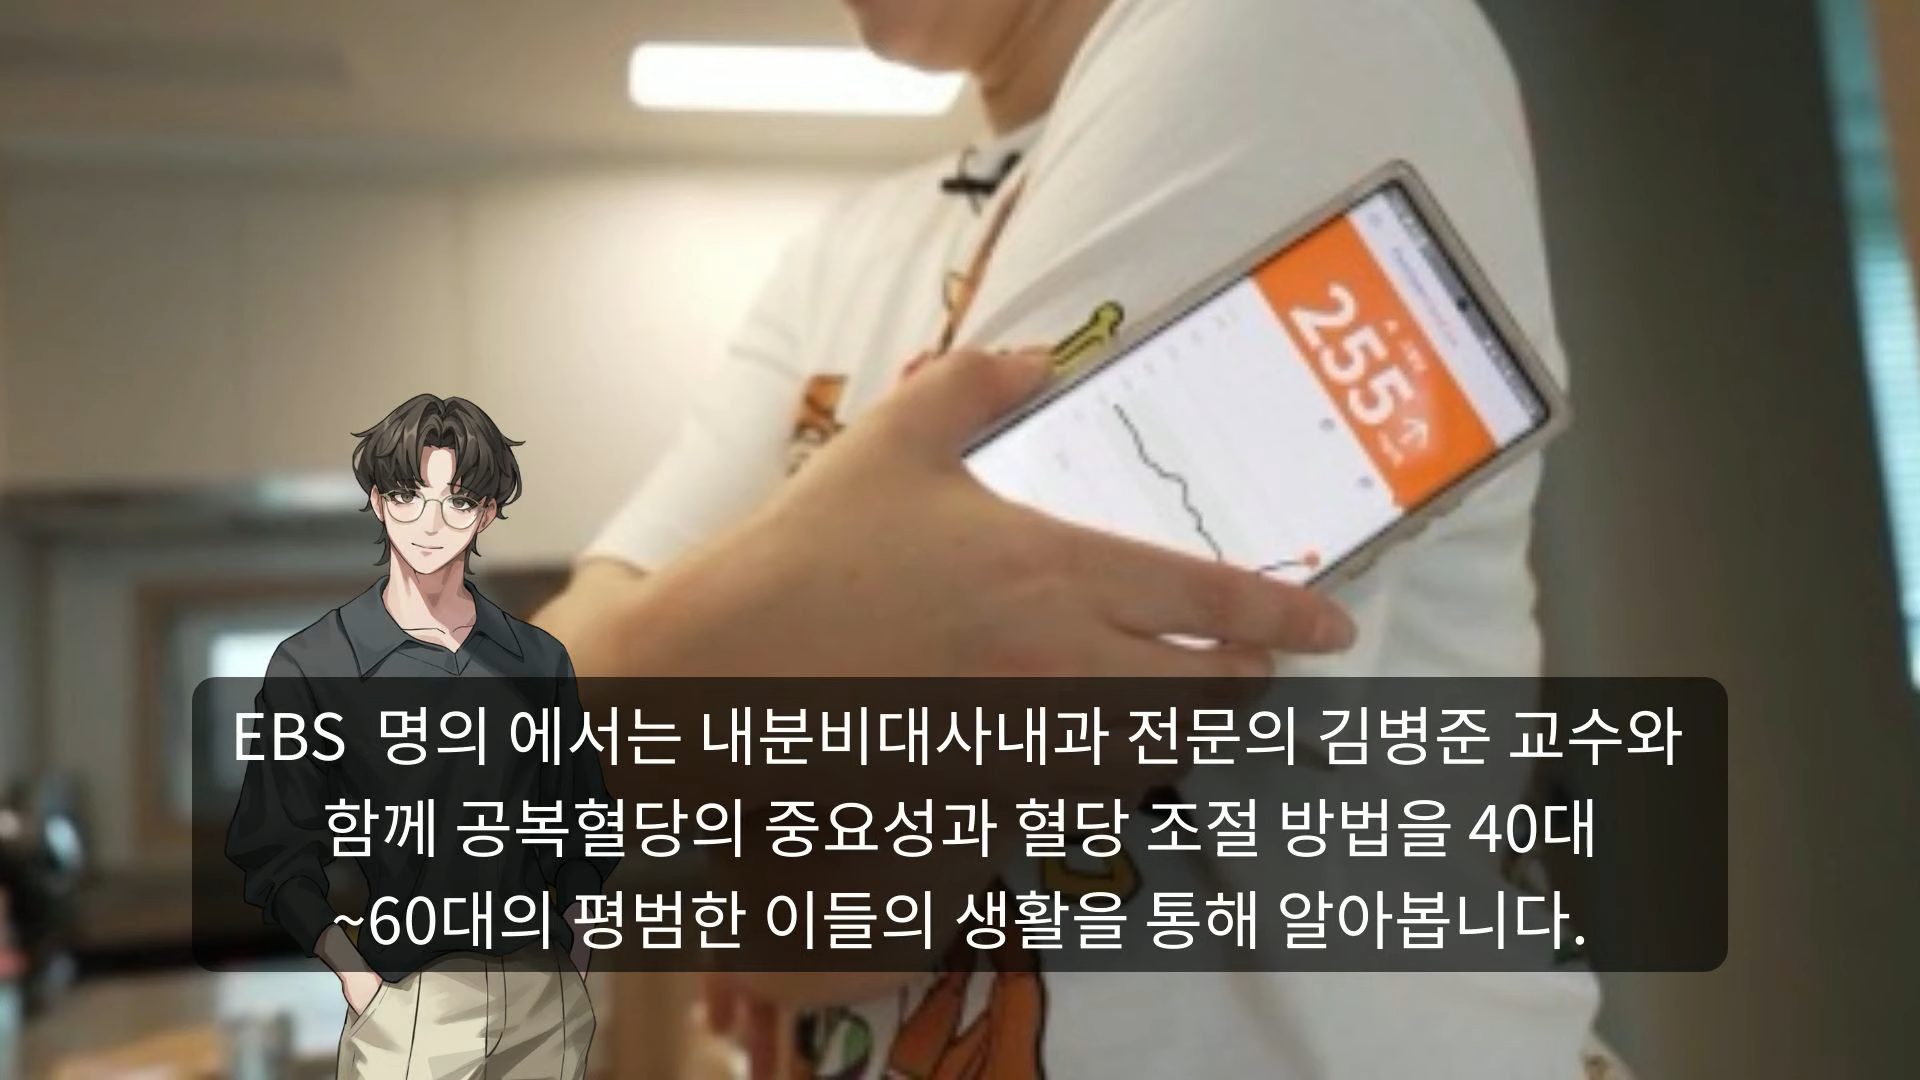 255
EBS 명의 에서는 내분비대사내과 전문의 김병준 교수와
함께 공복혈당의 중요성과 혈당 조절 방법을 40대
~60대의 평범한 이들의 생활을 통해 알아봅니다.